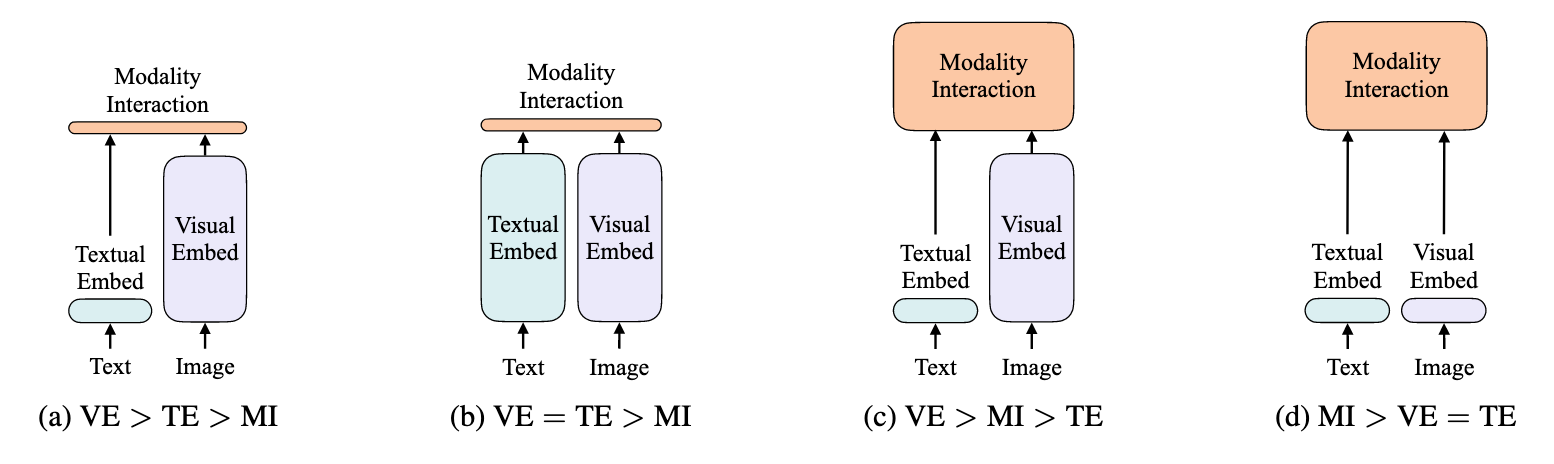 Modality
Interaction
Textual
Embed
Visual
Embed
Text
Image
(a) VE > TE > MI
Modality
Interaction
Textual
Embed
Visual
Embed
Text
Image
(b) VE = TE > MI
Modality
Interaction
Textual
Embed
Visual
Embed
Text
Image
(c) VE > MI > TE
Modality
Interaction
Textual
Embed
Visual
Embed
Text
Image
(d) MI > VE = TE